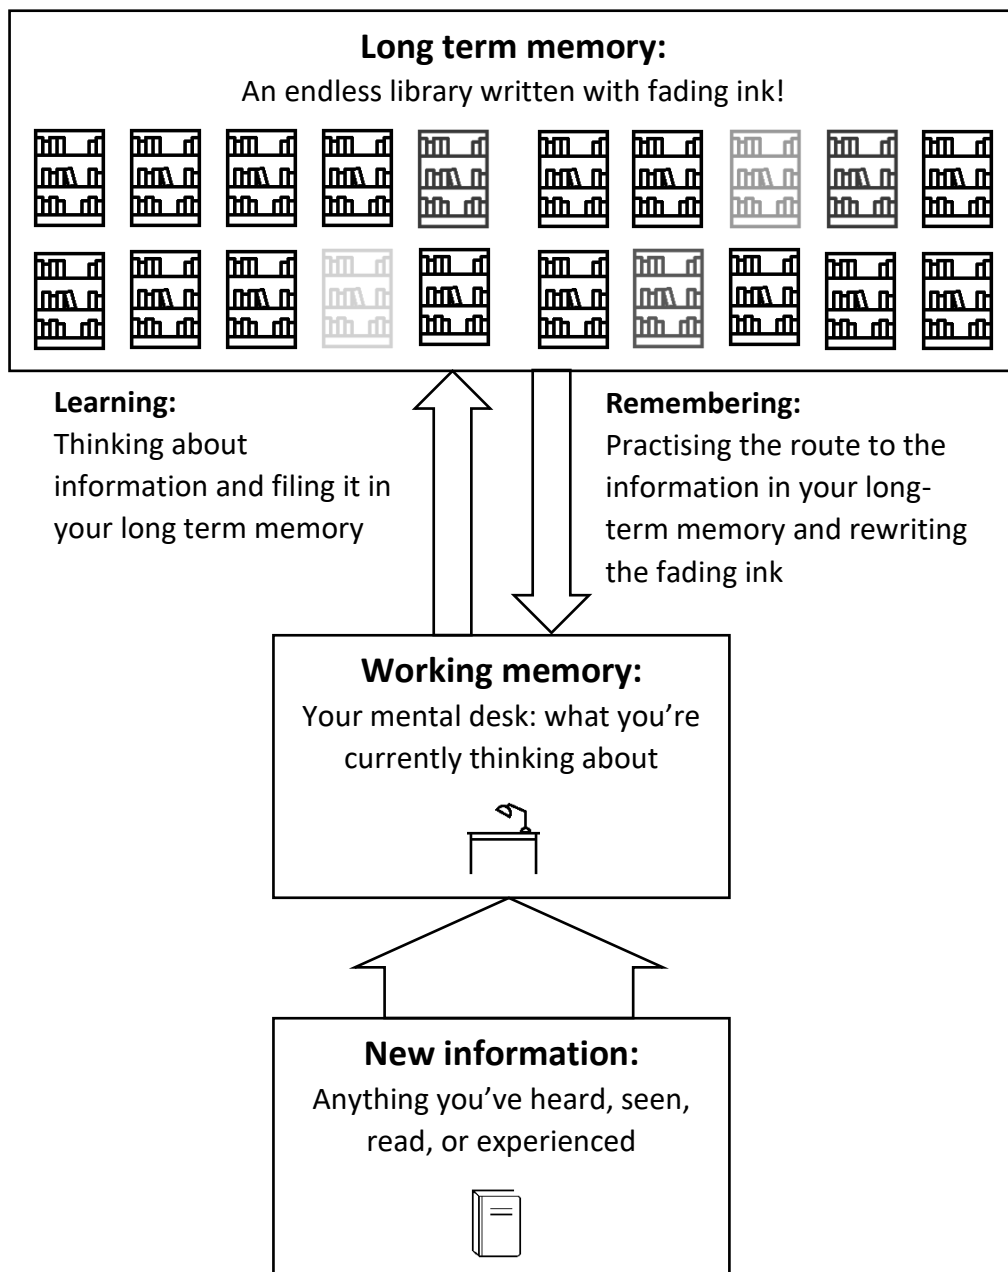 Long term memory:
An endless library written with fading ink!
Learning:
Thinking about
information and filing it in
your long term memory
Remembering:
Practising the route to the
information in your long-
term memory and rewriting
the fading ink
Working memory:
Your mental desk: what you’re
currently thinking about
New information:
Anything you’ve heard, seen,
read, or experienced